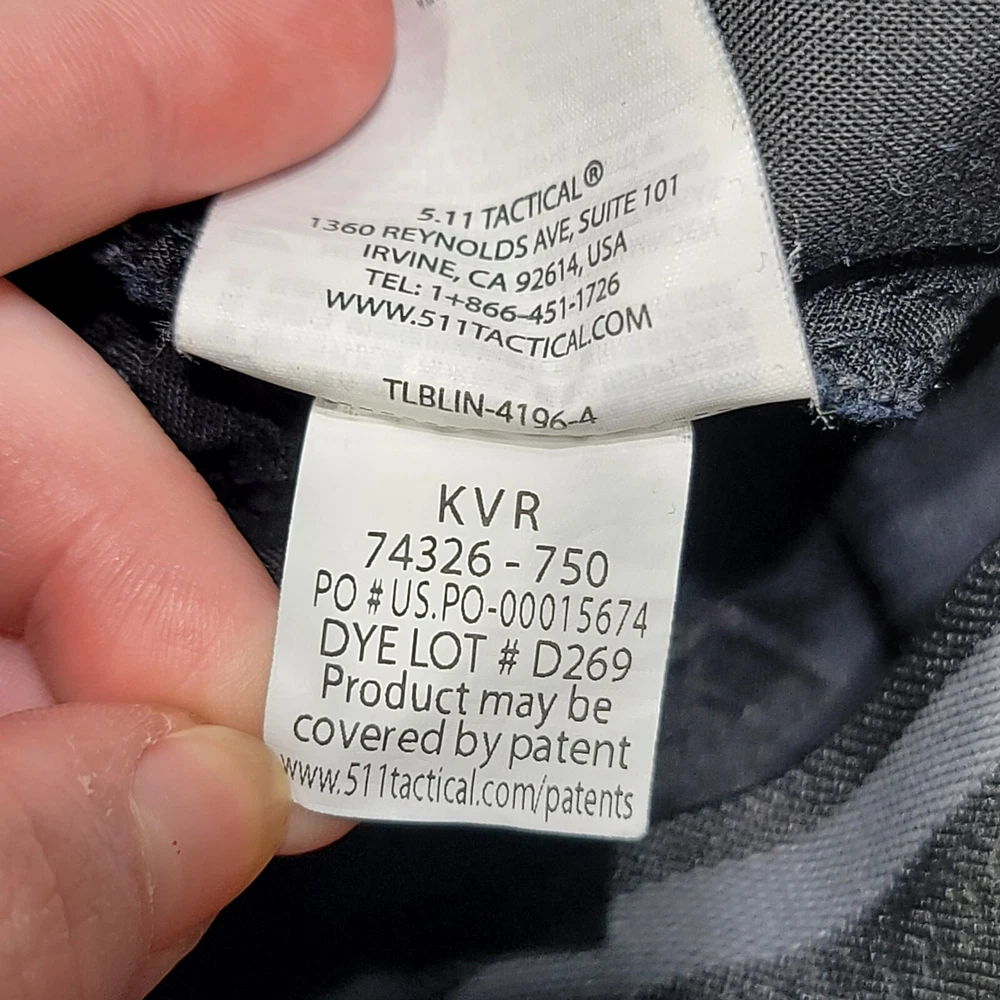 5.11 TACTICAL®
1360 REYNOLDS AVE, SUITE 101
IRVINE, CA 92614, USA
TEL: 1+866-451-1726
WWW.511TACTICAL.COM
TLBLIN-4196-A
KVR
74326 - 750
PO # US.PO-00015674
DYE LOT # D269
Product may be
covered by patent
www.511tactical.com/patents